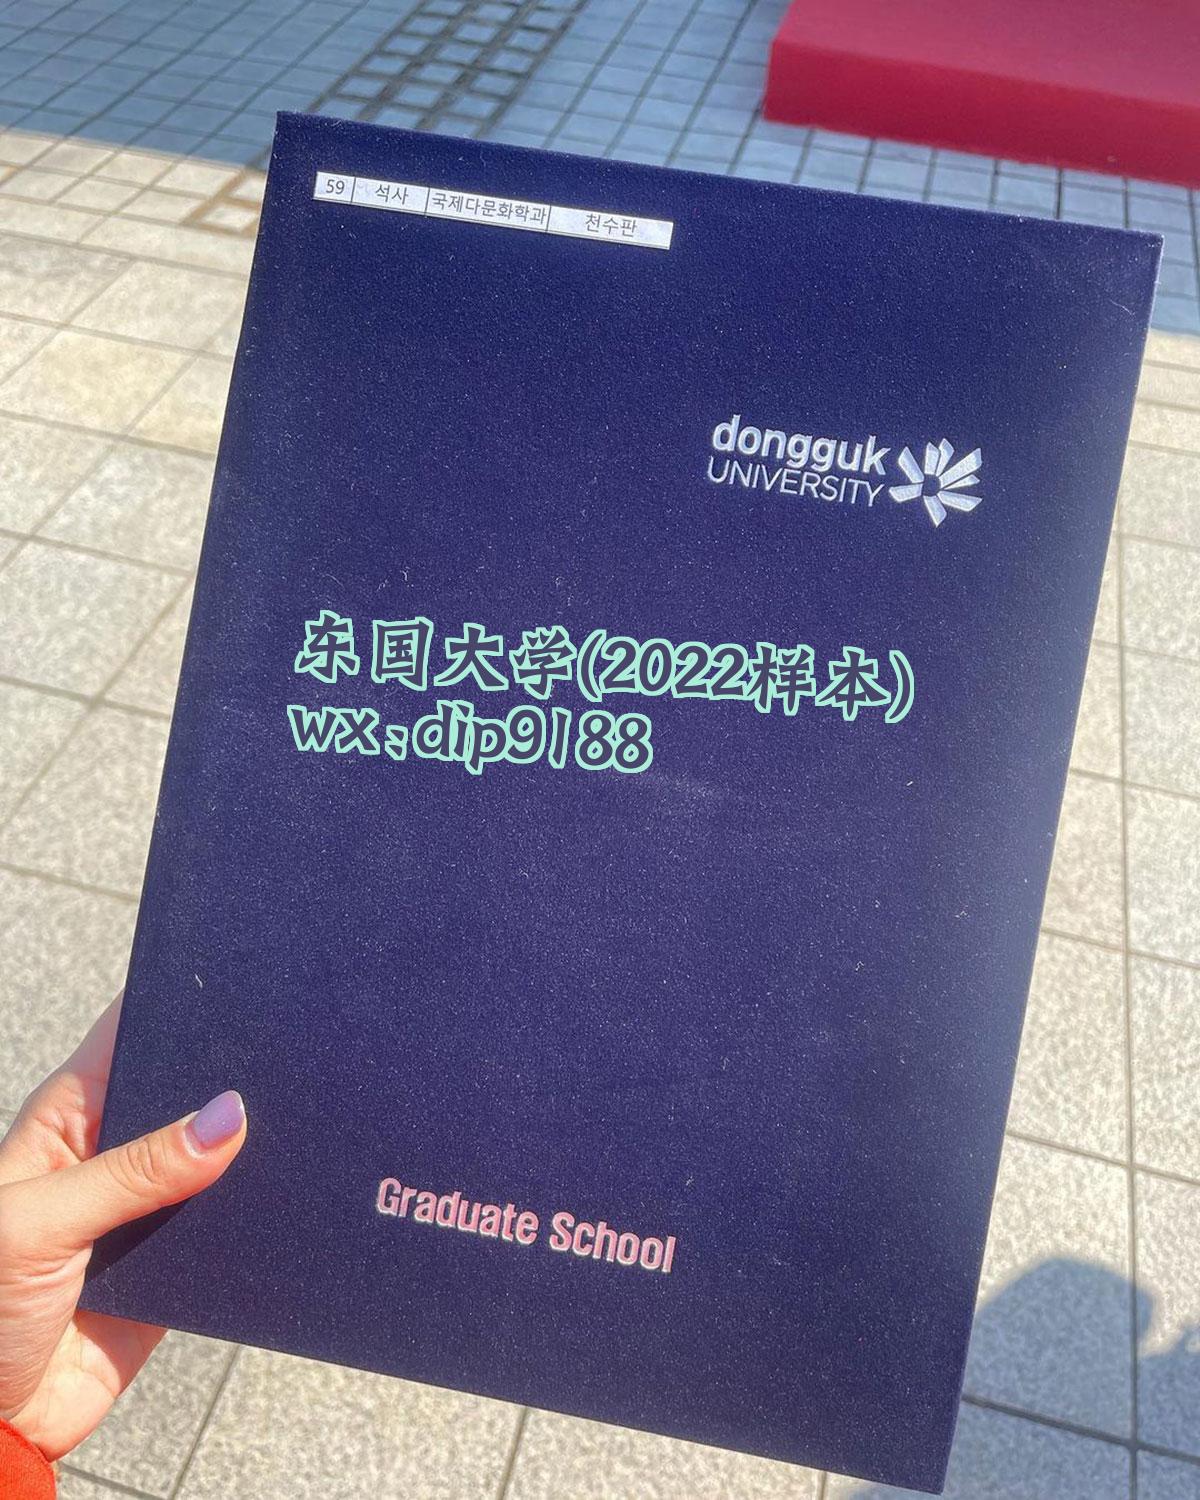 59 석사 국제다문화학과 천수판
dongguk
UNIVERSITY
东国大学(2022样本)
wx:dip9188
Graduate School